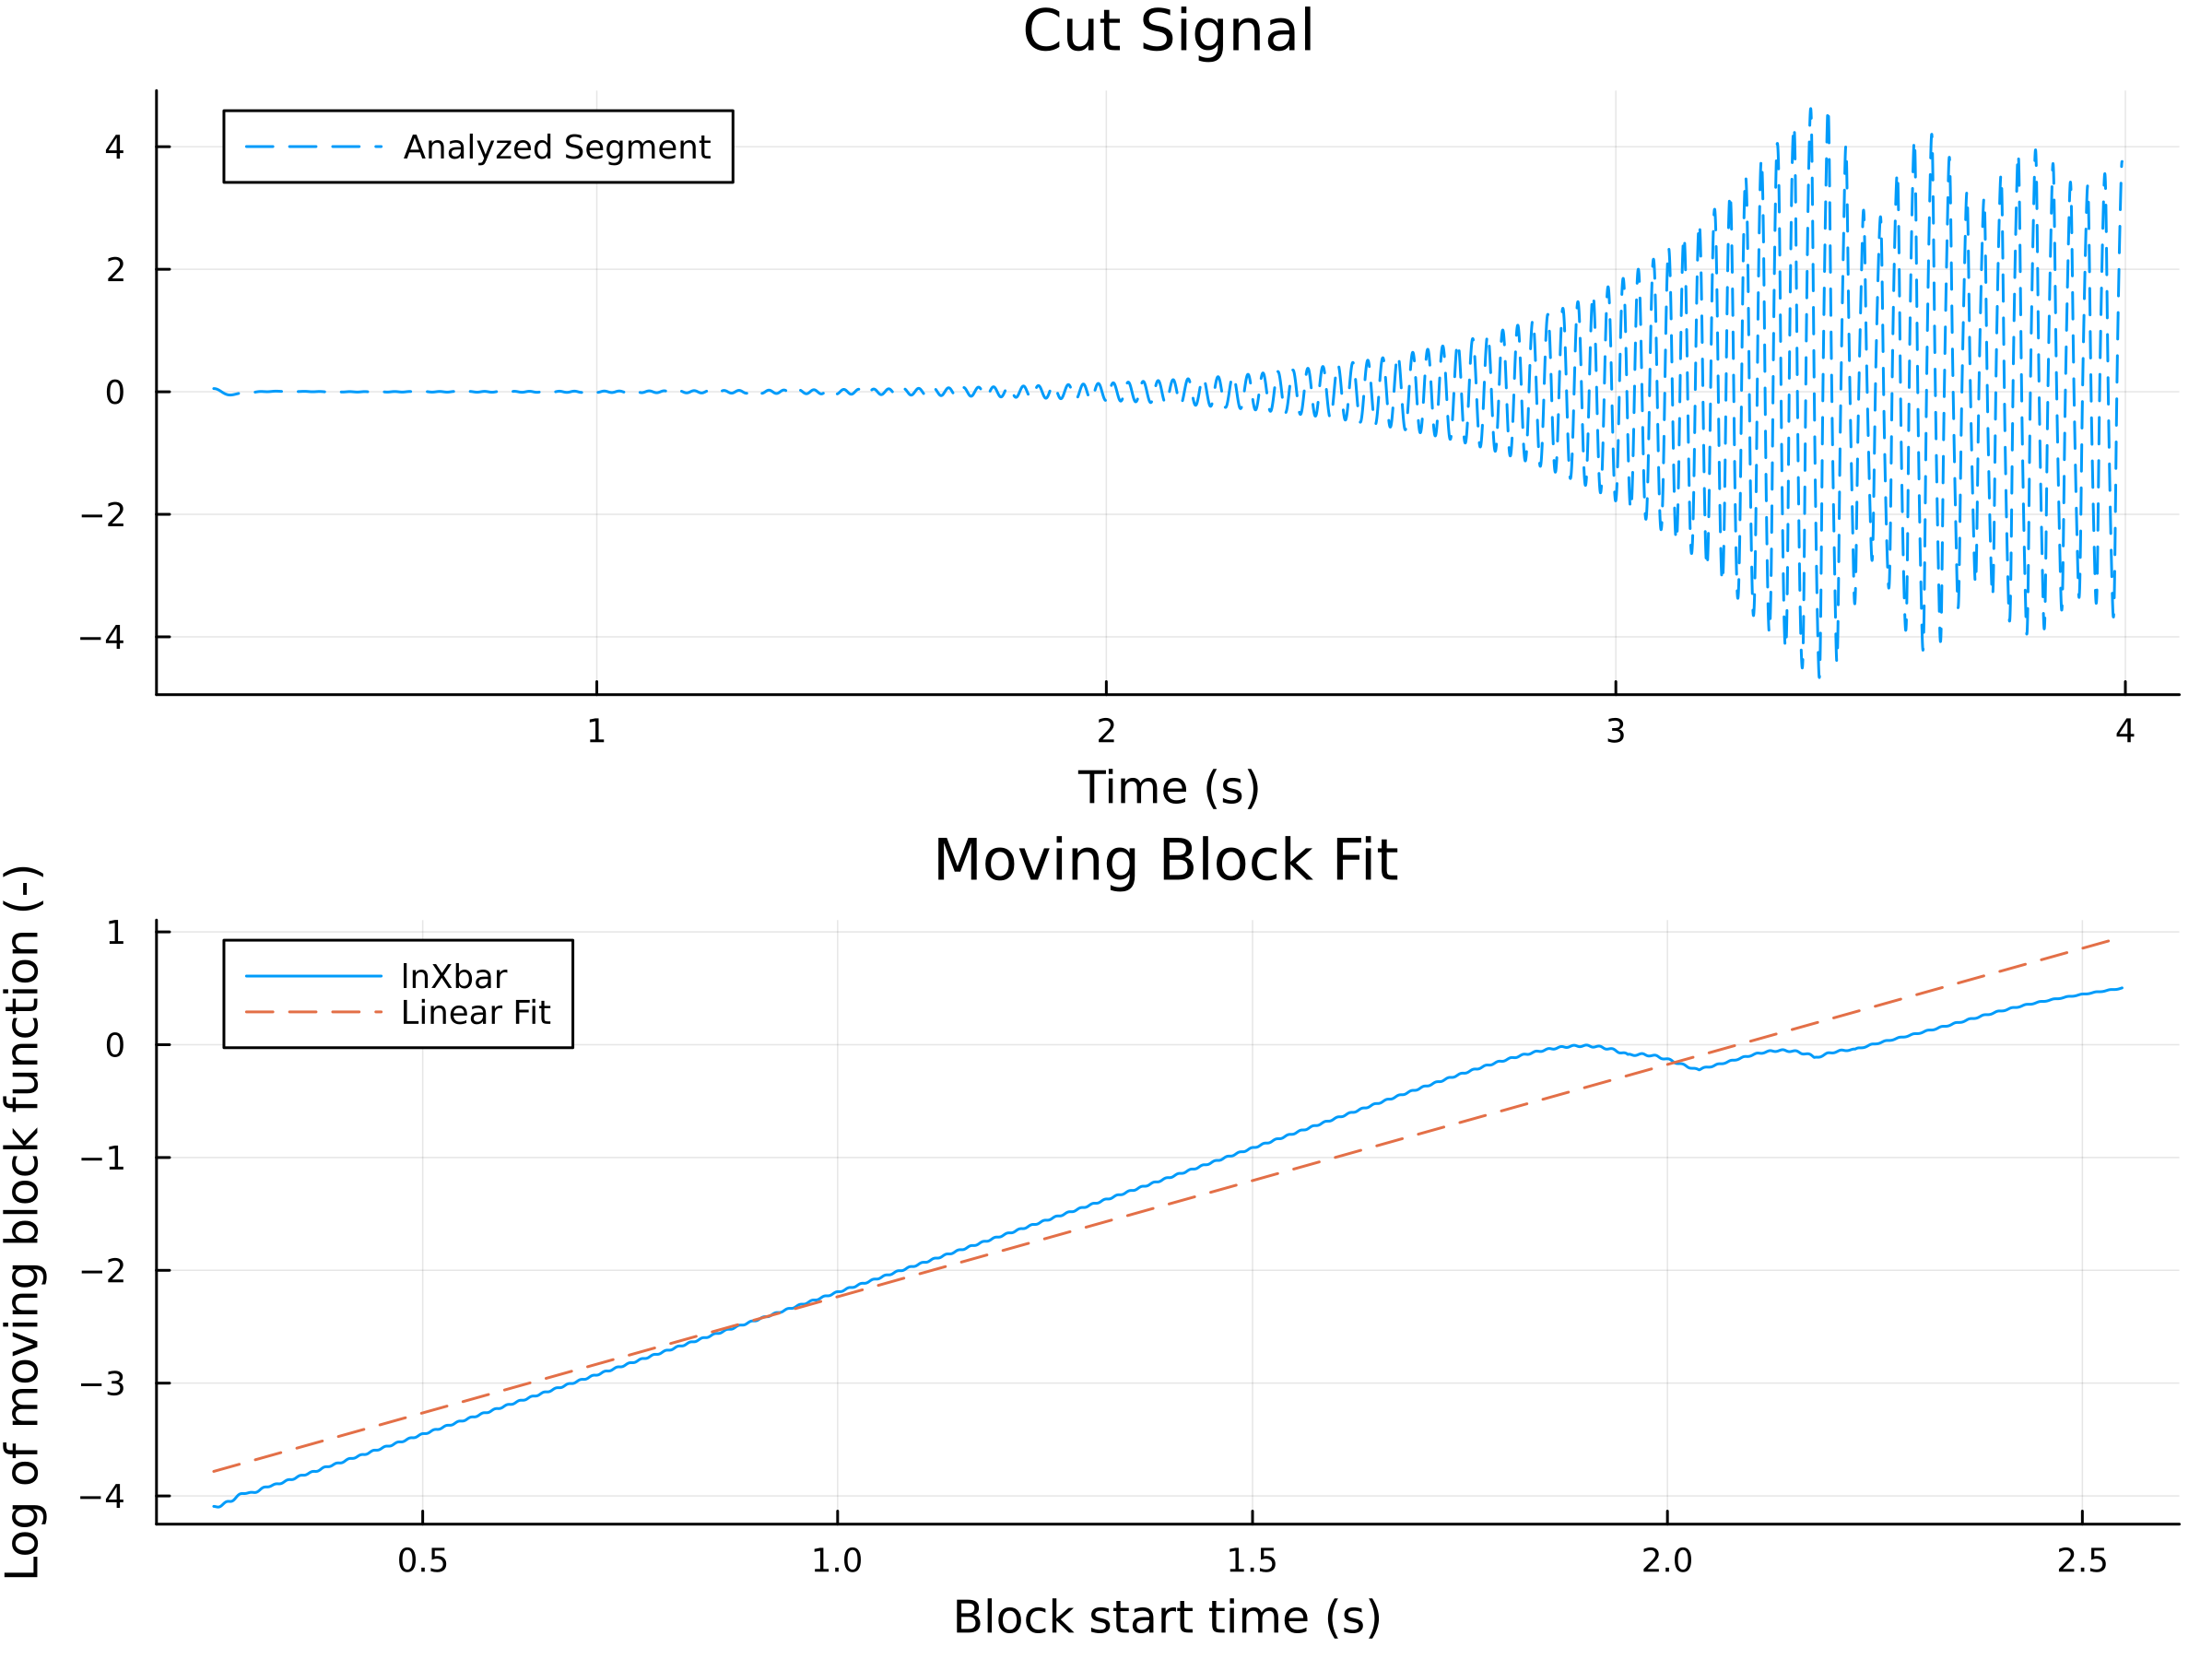 Cut Signal
Analyzed Segment
4
2
0
−2
−4
1
2
3
4
Time (s)
Moving Block Fit
Log of moving block function (-)
lnXbar
Linear Fit
1
0
−1
−2
−3
−4
0.5
1.0
1.5
2.0
2.5
Block start time (s)